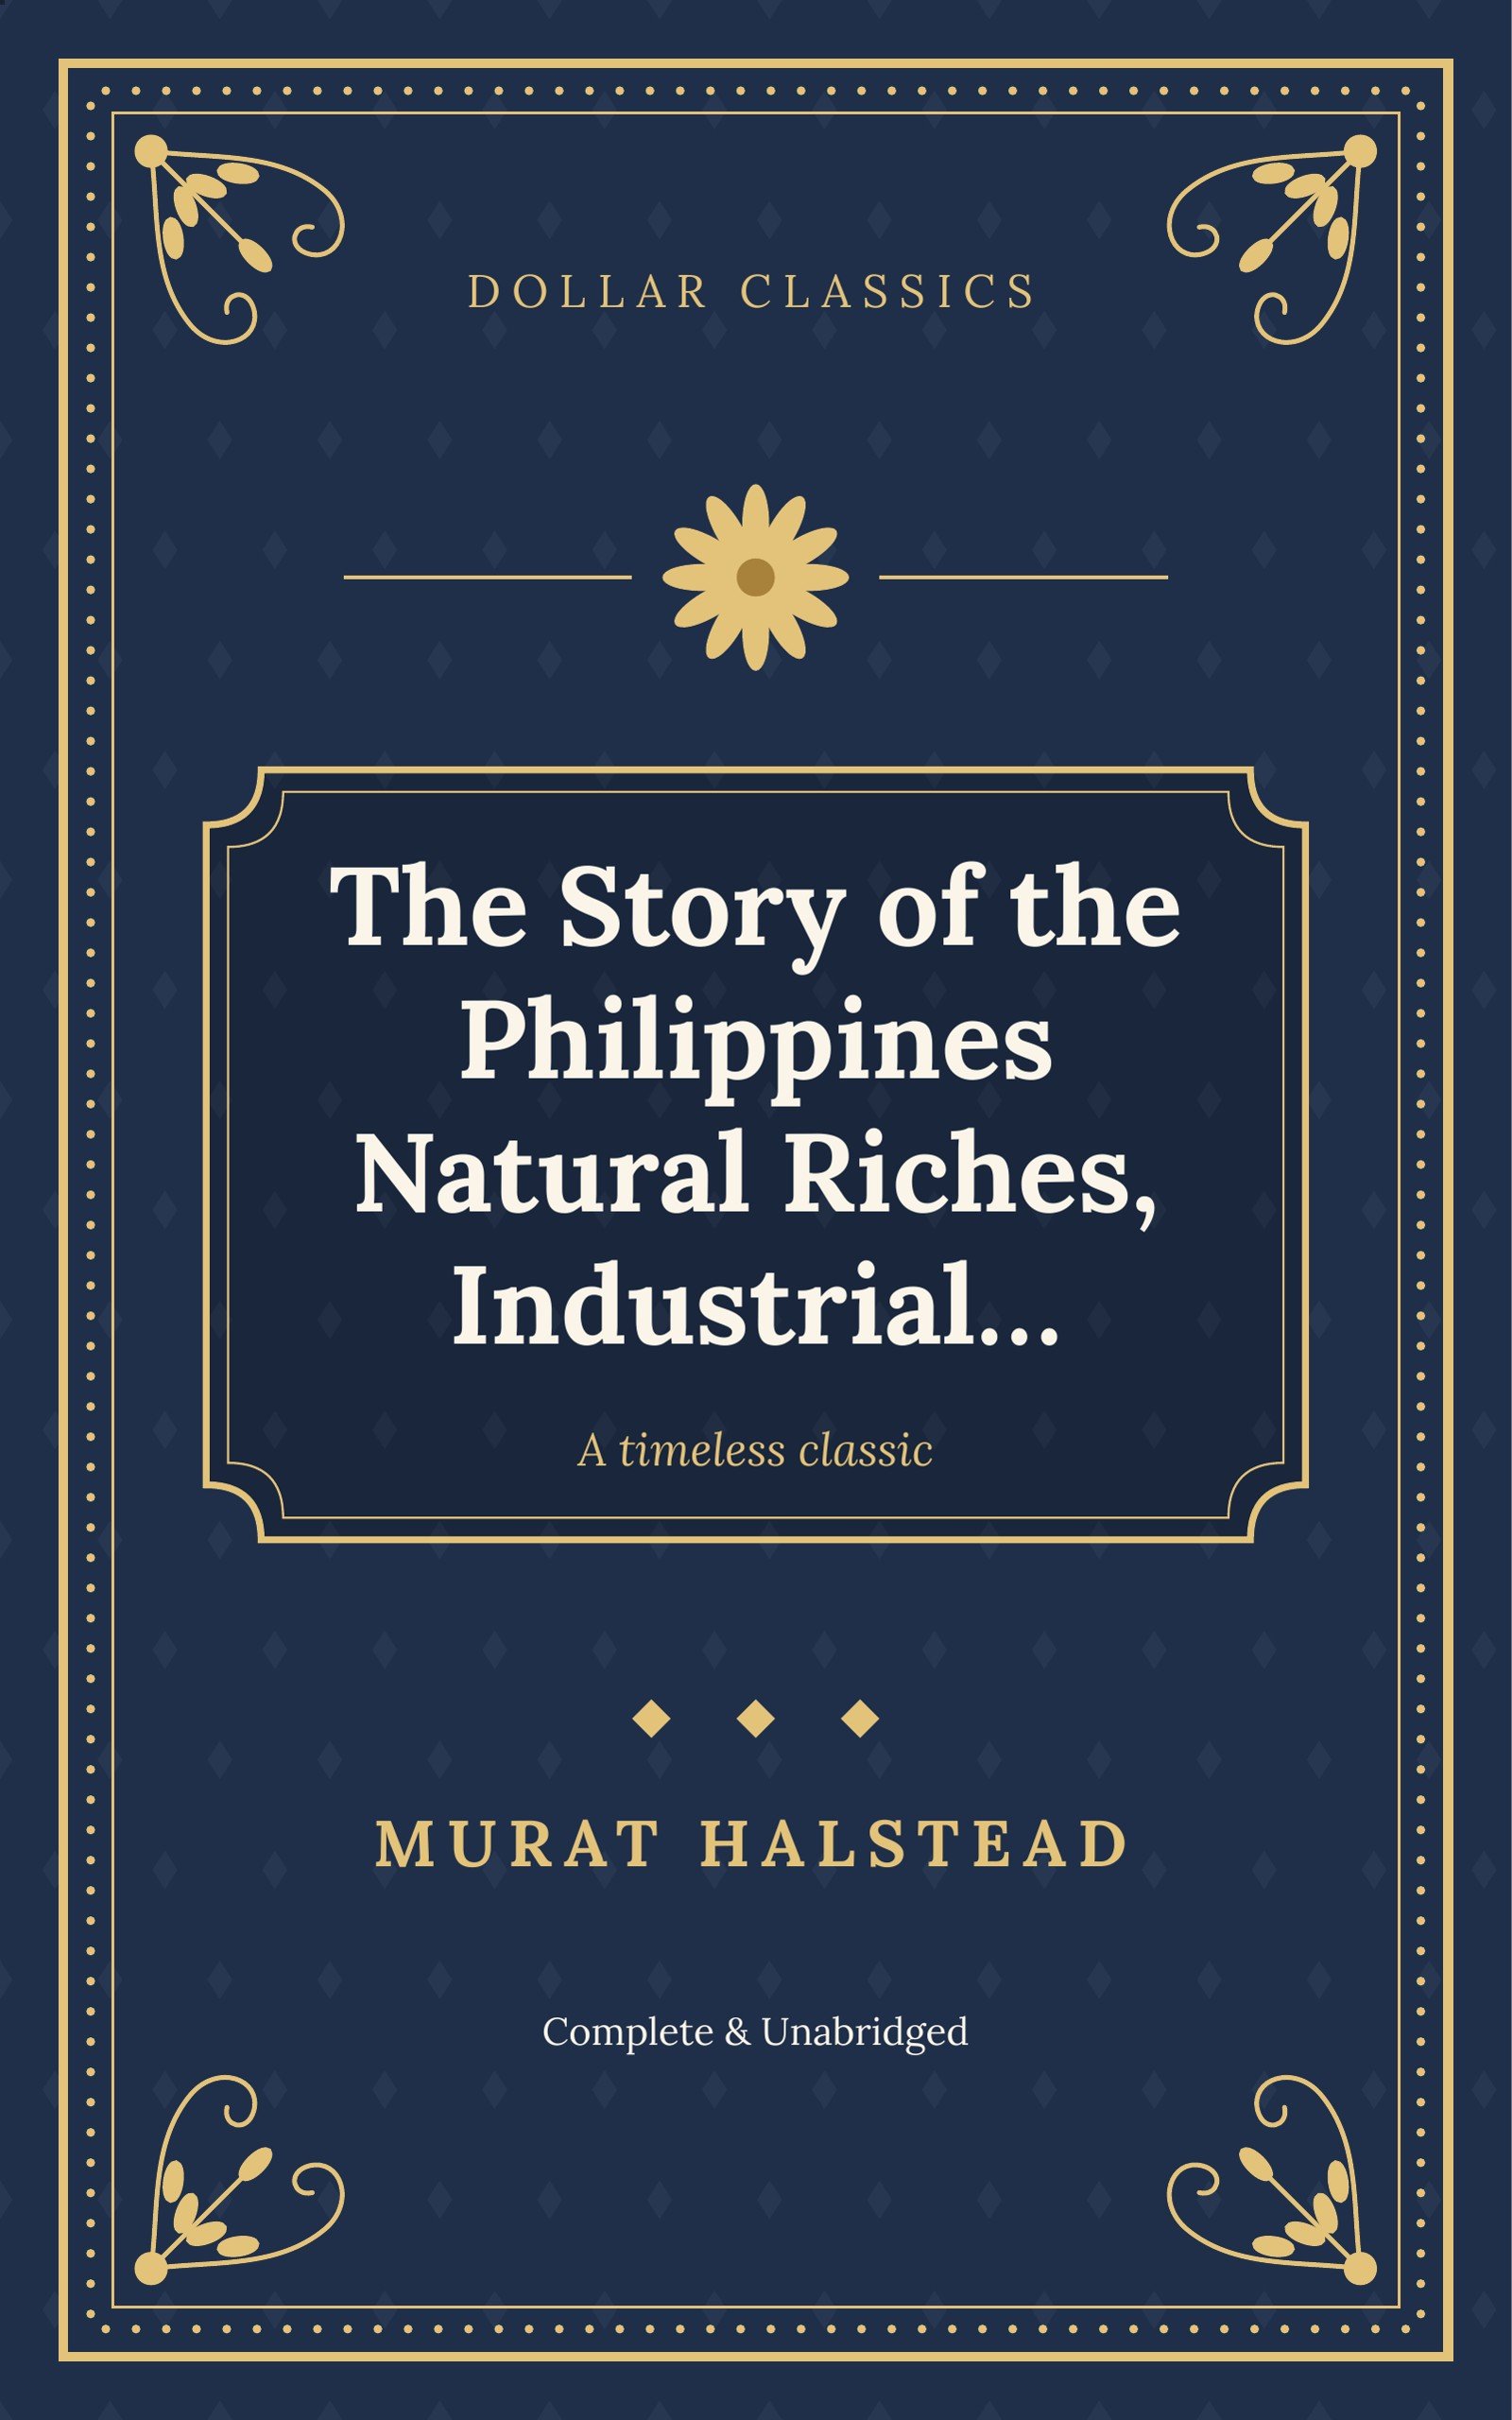 DOLLAR CLASSICS
The Story of the
Philippines
Natural Riches,
Industrial...
A timeless classic
MURAT HALSTEAD
Complete & Unabridged